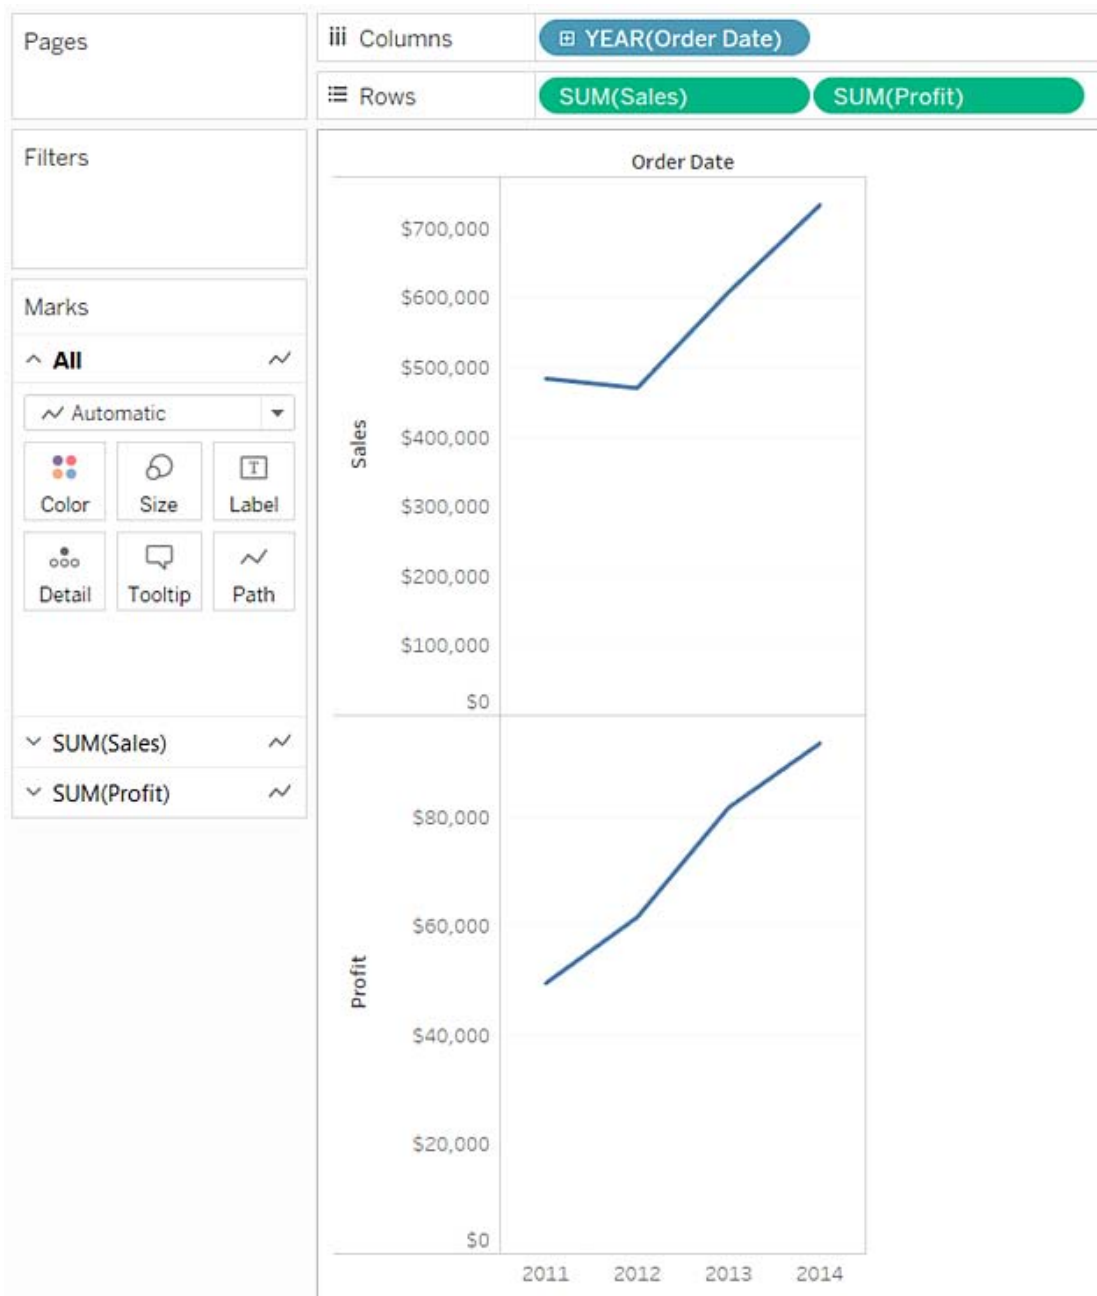 Pages
Columns
YEAR(Order Date)
Rows
SUM(Sales)
SUM(Profit)
Filters
Marks
All
Automatic
Color
Size
T
Label
Detail
Tooltip
Path
SUM(Sales)
SUM(Profit)
Order Date
Sales
$700,000
$600,000
$500,000
$400,000
$300,000
$200,000
$100,000
$0
Profit
$80,000
$60,000
$40,000
$20,000
$0
2011 2012 2013 2014